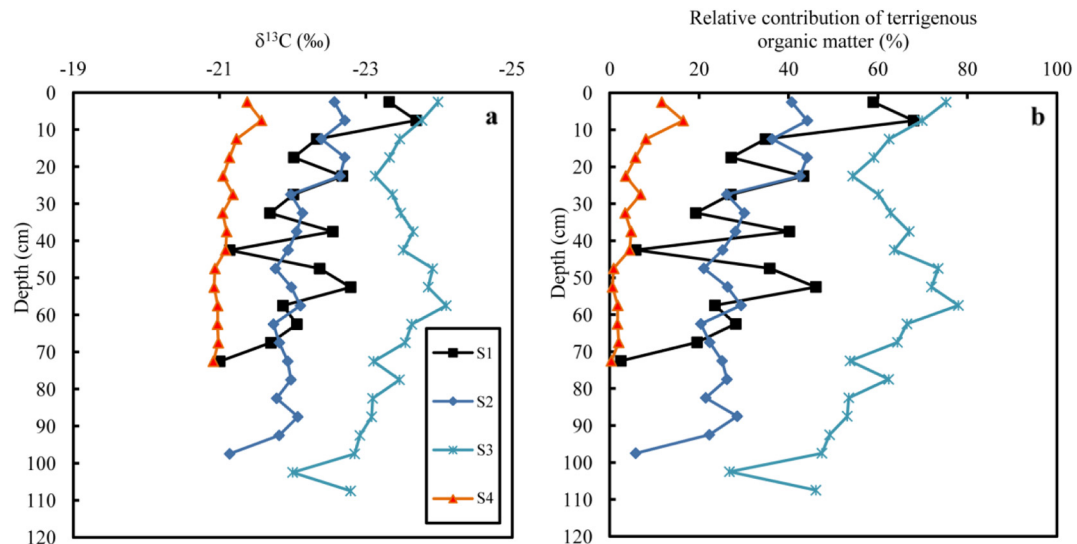 δ¹³C (‰)
-19 -21 -23 -25
0
10
20
30
40
50
60
70
80
90
100
110
120
Depth (cm)
a
S1
S2
S3
S4
Relative contribution of terrigenous
organic matter (%)
0 20 40 60 80 100
0
10
20
30
40
50
60
70
80
90
100
110
120
Depth (cm)
b